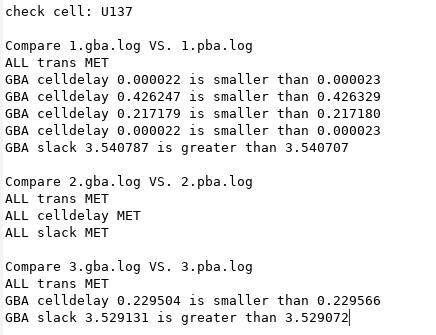 check cell: U137
Compare 1.gba.log VS. 1.pba.log
ALL trans MET
GBA celldelay 0.000022 is smaller than 0.000023
GBA celldelay 0.426247 is smaller than 0.426329
GBA celldelay 0.217179 is smaller than 0.217180
GBA celldelay 0.000022 is smaller than 0.000023
GBA slack 3.540787 is greater than 3.540707
Compare 2.gba.log VS. 2.pba.log
ALL trans MET
ALL celldelay MET
ALL slack MET
Compare 3.gba.log VS. 3.pba.log
ALL trans MET
GBA celldelay 0.229504 is smaller than 0.229566
GBA slack 3.529131 is greater than 3.529072